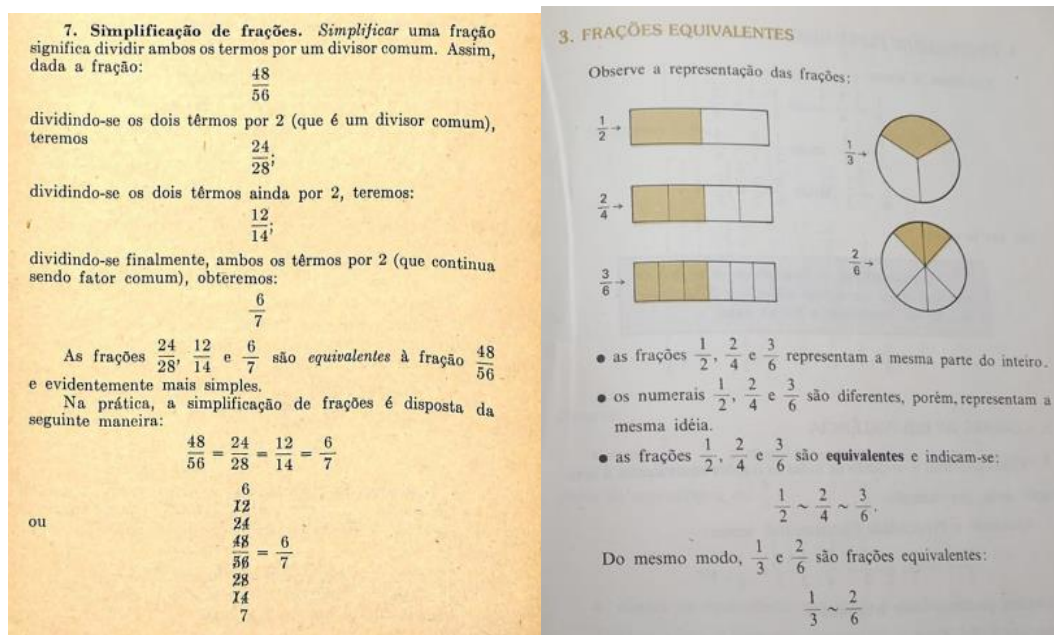 7. Simplificação de frações. Simplificar uma fração
significa dividir ambos os termos por um divisor comum. Assim,
dada a fração:
48
56
dividindo-se os dois têrmos por 2 (que é um divisor comum),
teremos
24
28;
dividindo-se os dois têrmos ainda por 2, teremos:
12
14;
dividindo-se finalmente, ambos os têrmos por 2 (que continua
sendo fator comum), obteremos:
6
7
As frações 24/28, 12/14 e 6/7 são equivalentes à fração 48/56
e evidentemente mais simples.
Na prática, a simplificação de frações é disposta da
seguinte maneira:
48/56 = 24/28 = 12/14 = 6/7
6
12
24
ou 48/56 = 6/7
28
14
7
3. FRAÇÕES EQUIVALENTES
Observe a representação das frações:
1/2 →
1/3 →
2/4 →
2/6 →
3/6 →
• as frações 1/2, 2/4 e 3/6 representam a mesma parte do inteiro.
• os numerais 1/2, 2/4 e 3/6 são diferentes, porém, representam a
mesma idéia.
• as frações 1/2, 2/4 e 3/6 são equivalentes e indicam-se:
1/2 ~ 2/4 ~ 3/6.
Do mesmo modo, 1/3 e 2/6 são frações equivalentes:
1/3 ~ 2/6